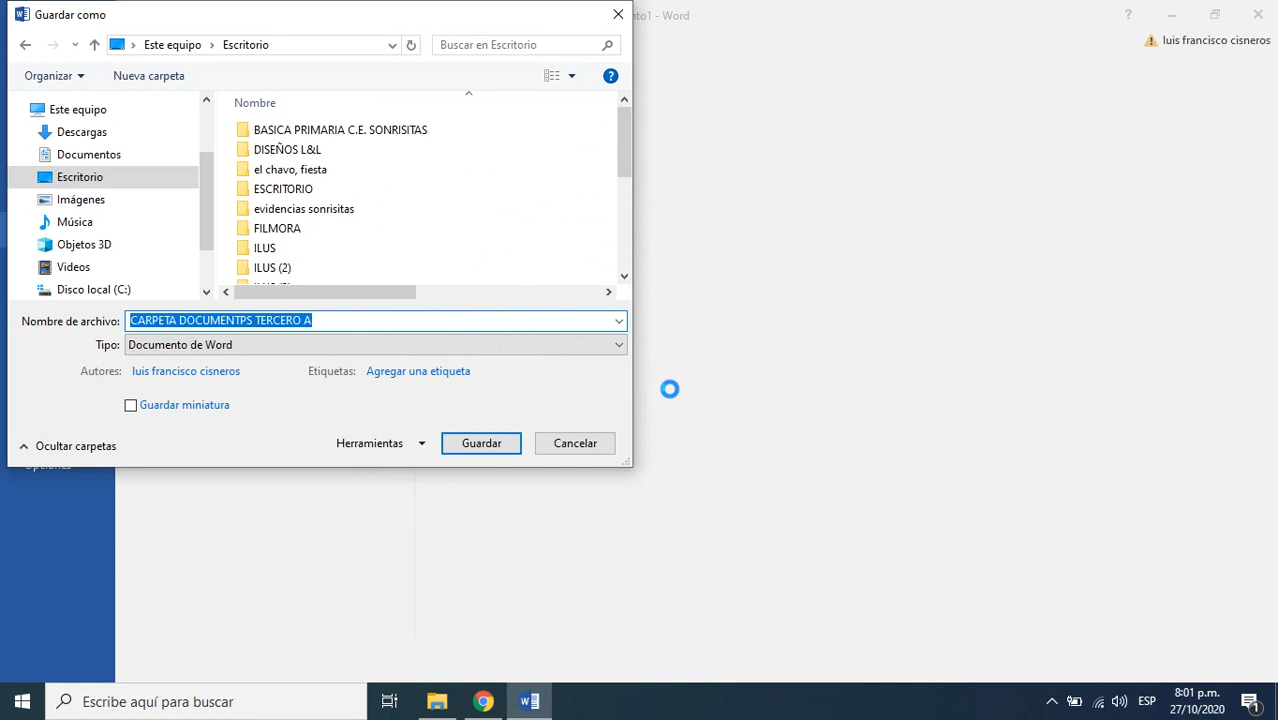 Guardar como
nto1 - Word
luis francisco cisneros
Este equipo
Escritorio
Buscar en Escritorio
Organizar
Nueva carpeta
Este equipo
Descargas
Documentos
Escritorio
Imágenes
Música
Objetos 3D
Videos
Disco local (C:)
Nombre
BASICA PRIMARIA C.E. SONRISITAS
DISEÑOS L&L
el chavo, fiesta
ESCRITORIO
evidencias sonrisitas
FILMORA
ILUS
ILUS (2)
Nombre de archivo: CARPETA DOCUMENTPS TERCERO A
Tipo: Documento de Word
Autores: luis francisco cisneros
Etiquetas: Agregar una etiqueta
Guardar miniatura
Ocultar carpetas
Herramientas
Guardar
Cancelar
Escribe aquí para buscar
ESP
8:01 p.m.
27/10/2020
1